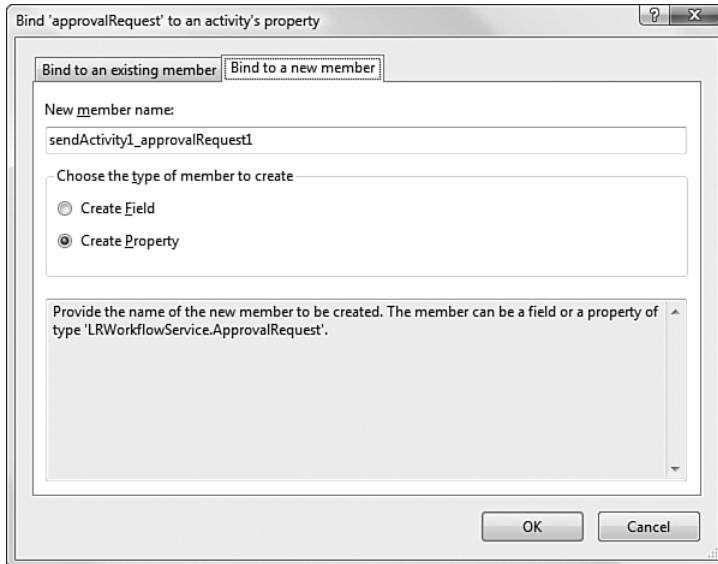 Bind 'approvalRequest' to an activity's property
Bind to an existing member
Bind to a new member
New member name:
sendActivity1_approvalRequest1
Choose the type of member to create
Create Field
Create Property
Provide the name of the new member to be created. The member can be a field or a property of
type 'LRWorkflowService.ApprovalRequest'.
OK
Cancel